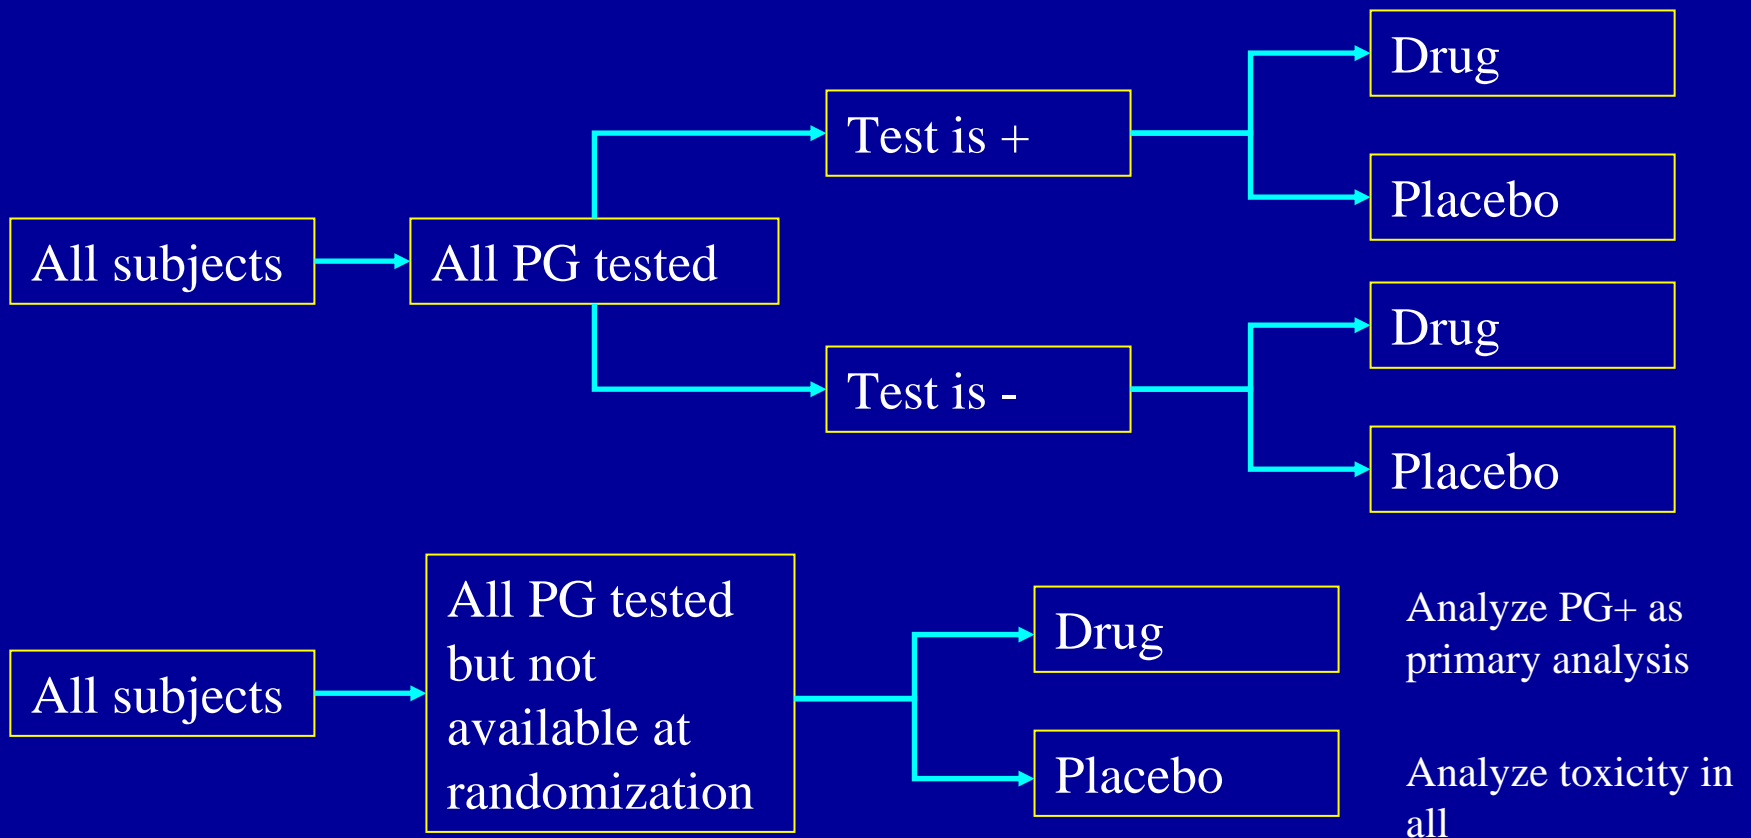 Drug
Test is +
Placebo
All subjects
All PG tested
Drug
Test is -
Placebo
All subjects
All PG tested
but not
available at
randomization
Drug
Placebo
Analyze PG+ as
primary analysis
Analyze toxicity in
all